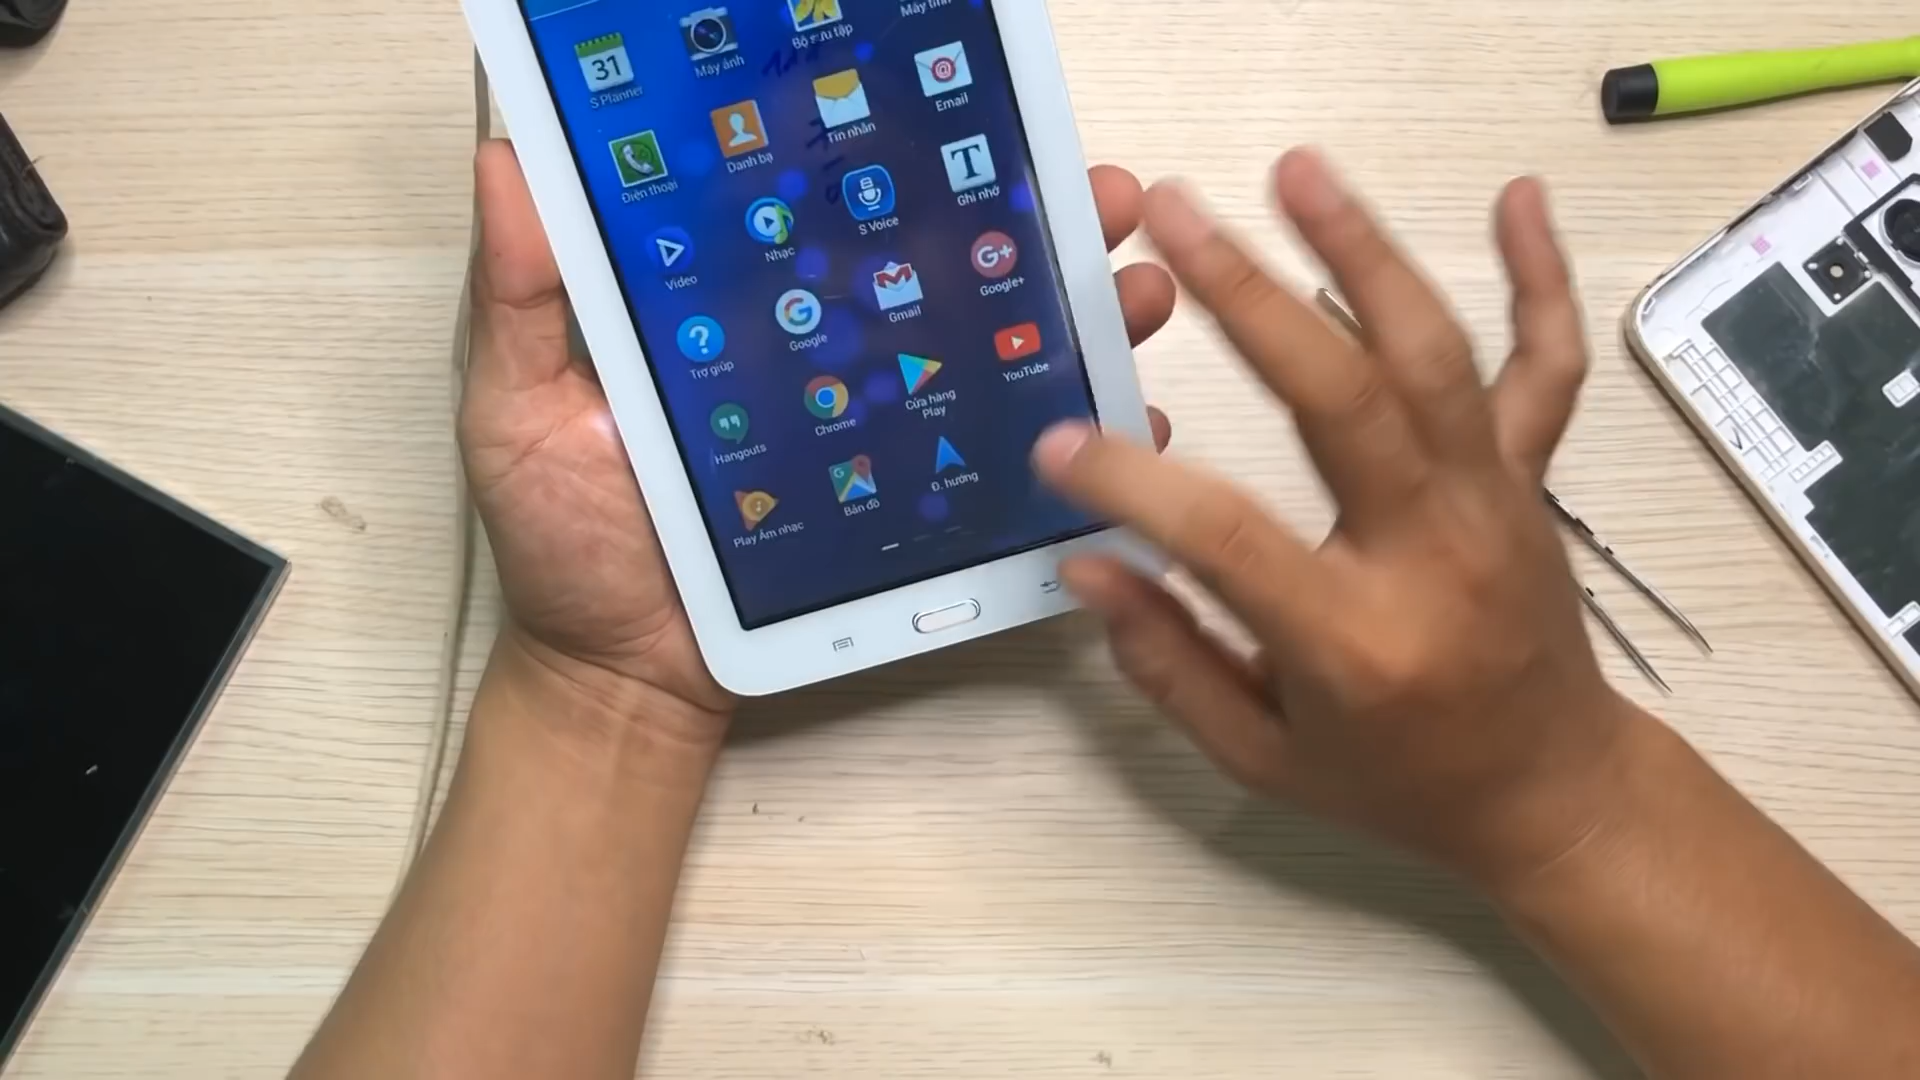 Máy ảnh
Bộ sưu tập
Máy tính
31
S Planner
Điện thoại
Danh bạ
Tin nhắn
@
Email
Video
Nhạc
S Voice
T
Ghi nhớ
?
Trợ giúp
G
Google
M
Gmail
G+
Google+
Hangouts
Chrome
Cửa hàng
Play
YouTube
Play Âm nhạc
G
Bản đồ
Đ. hướng